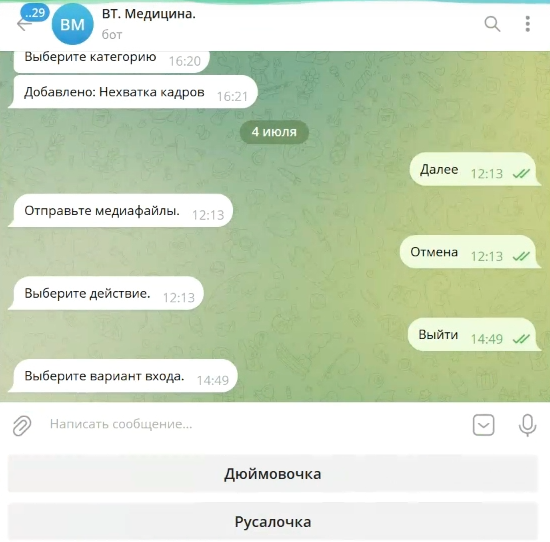 ..29
ВМ
ВТ. Медицина.
бот
Выберите категорию 16:20
Добавлено: Нехватка кадров 16:21
4 июля
Далее 12:13
Отправьте медиафайлы. 12:13
Отмена 12:13
Выберите действие. 12:13
Выйти 14:49
Выберите вариант входа. 14:49
Написать сообщение...
Дюймовочка
Русалочка